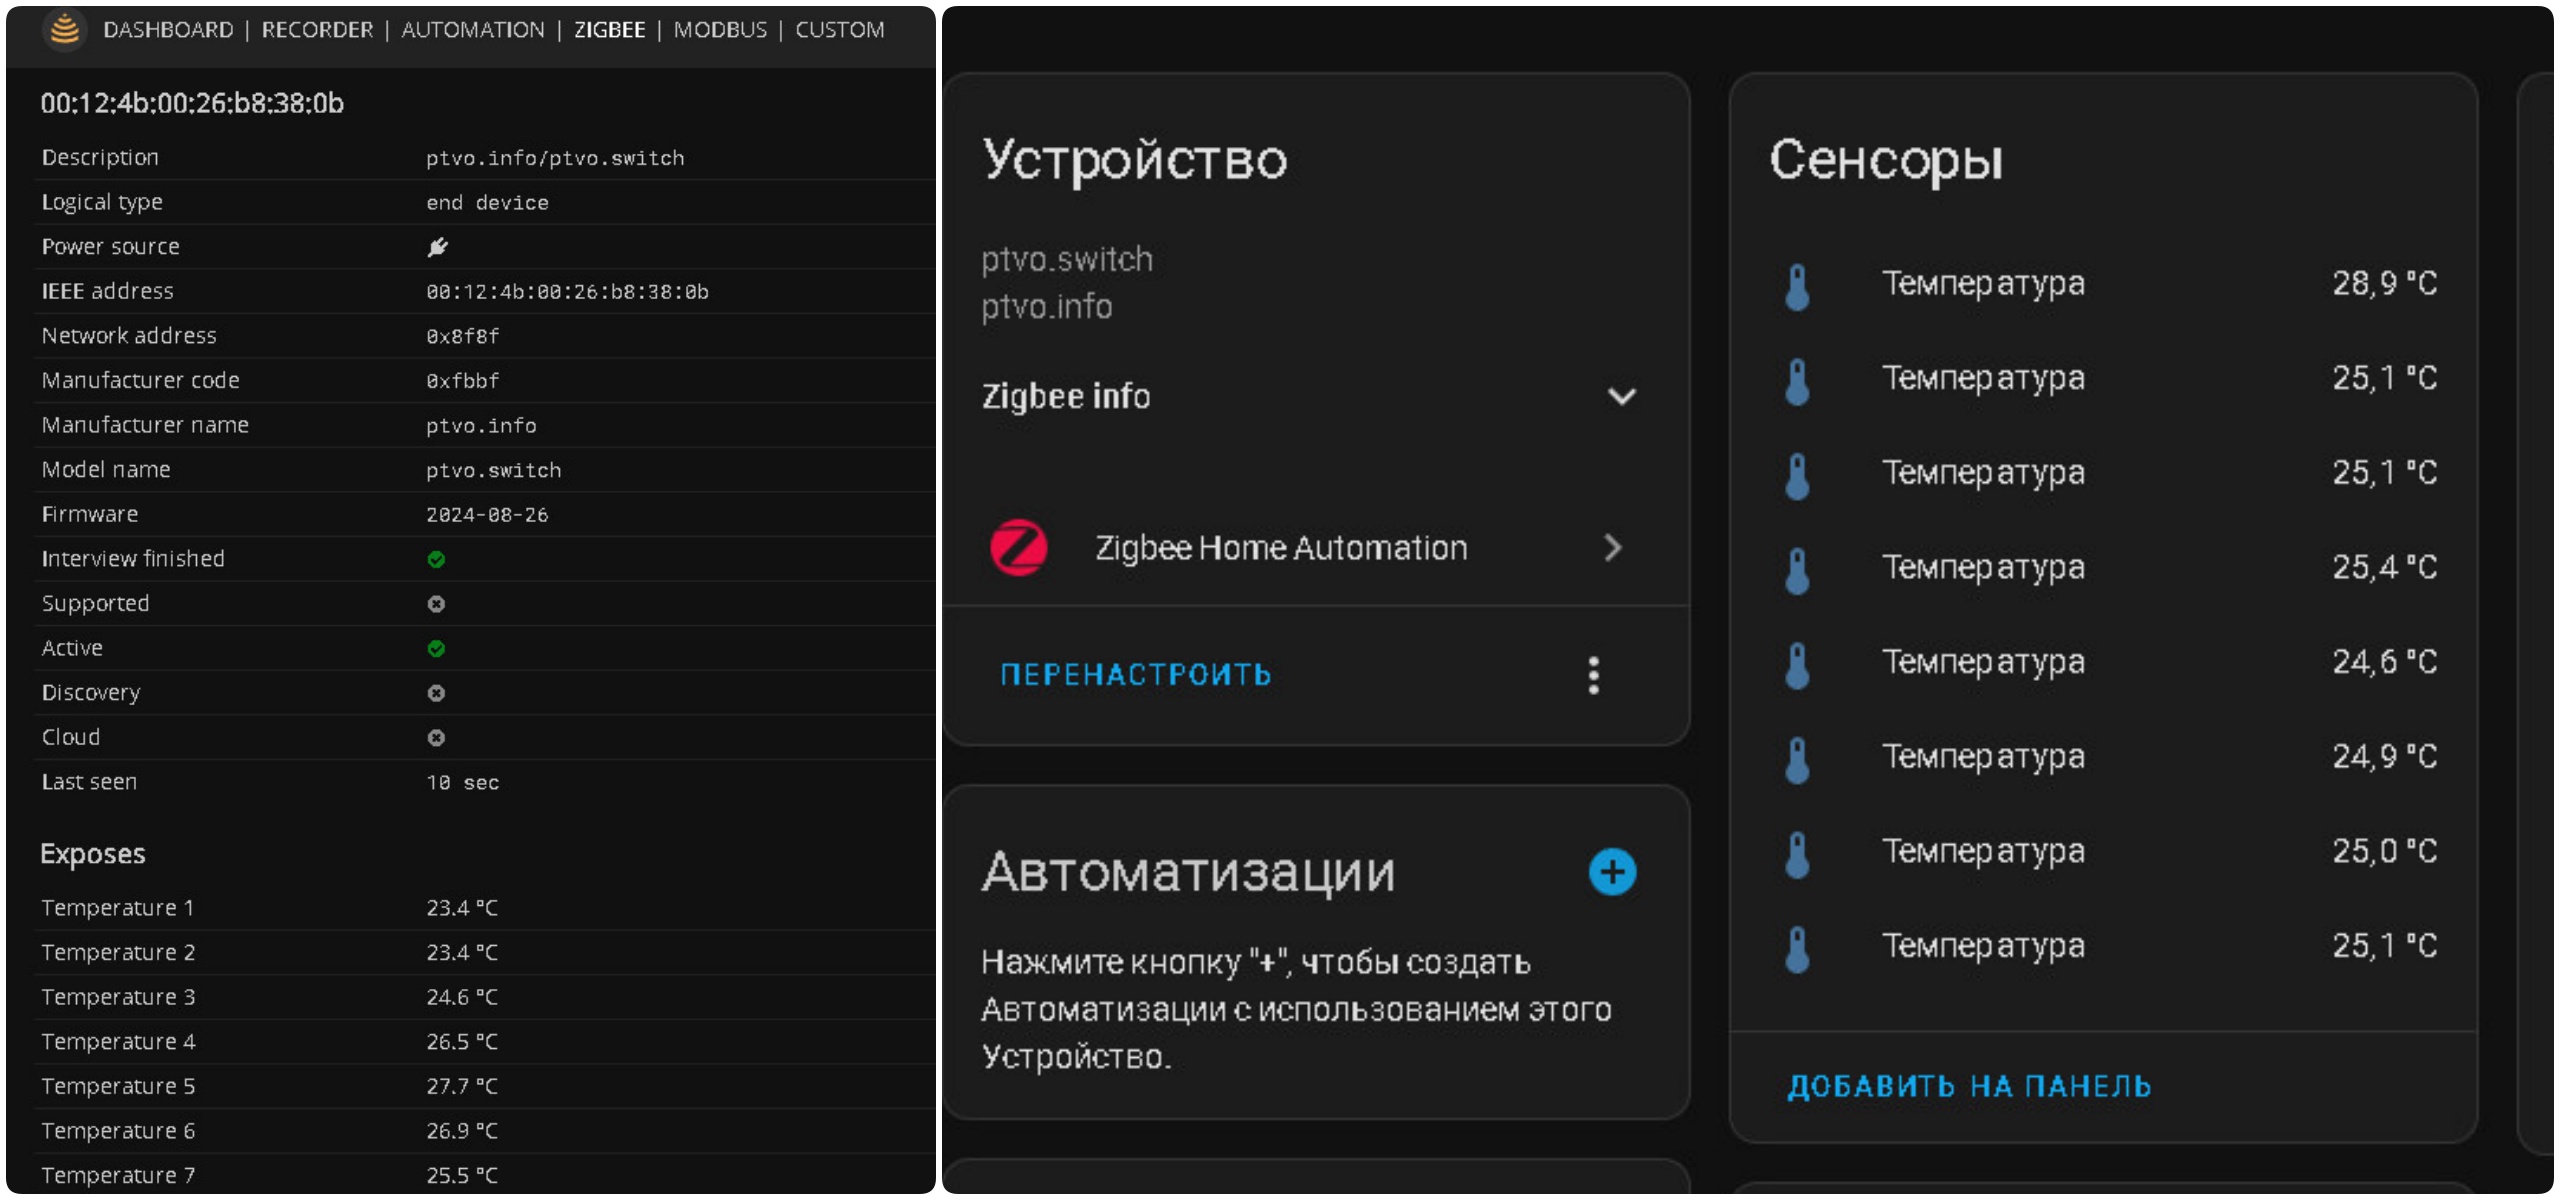 DASHBOARD | RECORDER | AUTOMATION | ZIGBEE | MODBUS | CUSTOM
00:12:4b:00:26:b8:38:0b
Description ptvo.info/ptvo.switch
Logical type end device
Power source
IEEE address 00:12:4b:00:26:b8:38:0b
Network address 0x8f8f
Manufacturer code 0xfbbf
Manufacturer name ptvo.info
Model name ptvo.switch
Firmware 2024-08-26
Interview finished
Supported
Active
Discovery
Cloud
Last seen 10 sec
Exposes
Temperature 1 23.4 °C
Temperature 2 23.4 °C
Temperature 3 24.6 °C
Temperature 4 26.5 °C
Temperature 5 27.7 °C
Temperature 6 26.9 °C
Temperature 7 25.5 °C
Устройство
ptvo.switch
ptvo.info
Zigbee info
Zigbee Home Automation
ПЕРЕНАСТРОИТЬ
Автоматизации
Нажмите кнопку "+", чтобы создать
Автоматизации с использованием этого
Устройство.
Сенсоры
Температура 28,9 °C
Температура 25,1 °C
Температура 25,1 °C
Температура 25,4 °C
Температура 24,6 °C
Температура 24,9 °C
Температура 25,0 °C
Температура 25,1 °C
ДОБАВИТЬ НА ПАНЕЛЬ